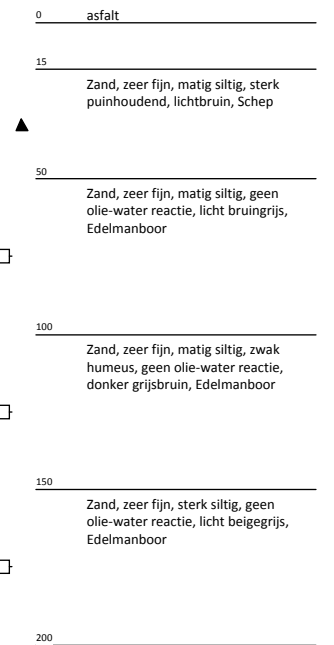 0 asfalt
15
Zand, zeer fijn, matig siltig, sterk
puinhoudend, lichtbruin, Schep
50
Zand, zeer fijn, matig siltig, geen
olie-water reactie, licht bruingrijs,
Edelmanboor
100
Zand, zeer fijn, matig siltig, zwak
humeus, geen olie-water reactie,
donker grijsbruin, Edelmanboor
150
Zand, zeer fijn, sterk siltig, geen
olie-water reactie, licht beigegrijs,
Edelmanboor
200